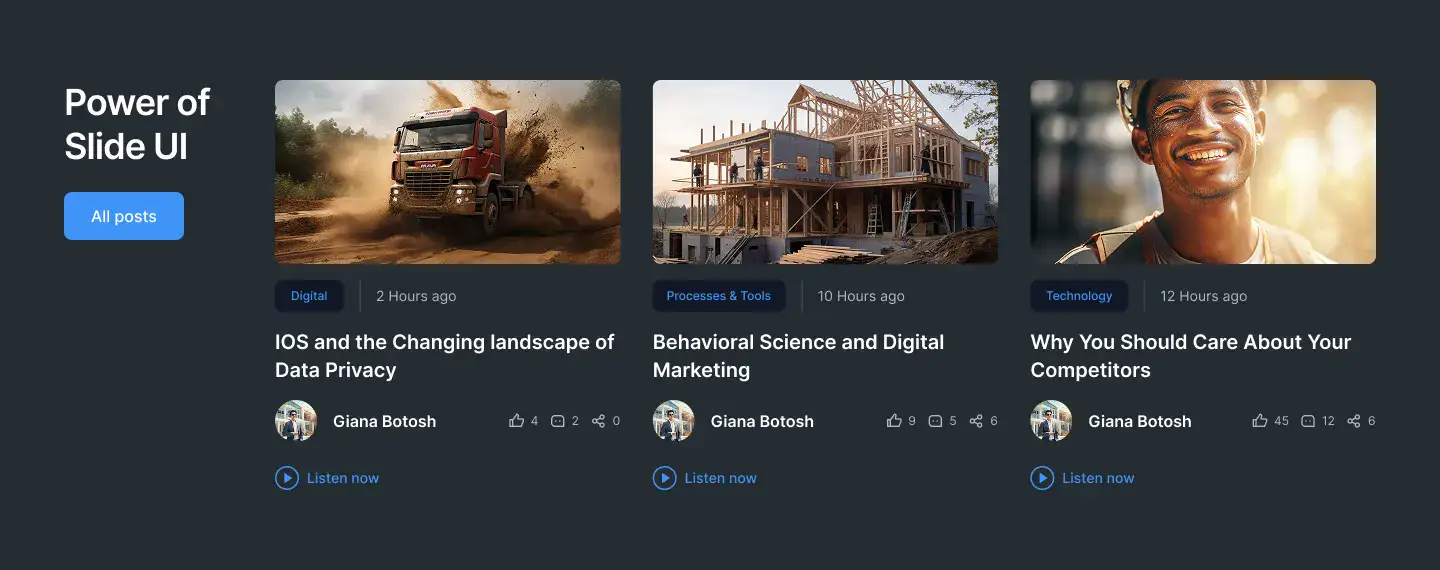 Power of
Slide UI
All posts
Digital
2 Hours ago
IOS and the Changing landscape of
Data Privacy
Giana Botosh
4
2
0
Listen now
Processes & Tools
10 Hours ago
Behavioral Science and Digital
Marketing
Giana Botosh
9
5
6
Listen now
Technology
12 Hours ago
Why You Should Care About Your
Competitors
Giana Botosh
45
12
6
Listen now